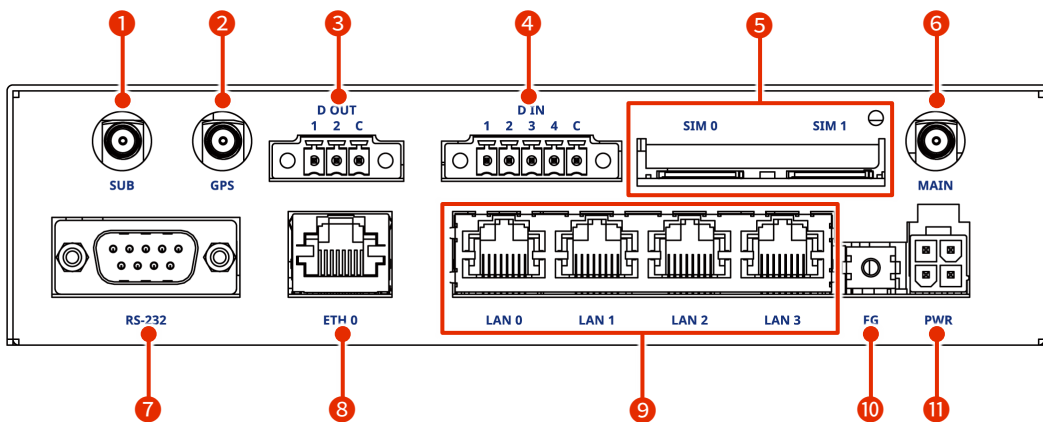 1 2 3 4 5 6
D OUT D IN
1 2 C 1 2 3 4 C SIM 0 SIM 1
SUB GPS MAIN
RS-232 ETH 0 LAN 0 LAN 1 LAN 2 LAN 3 FG PWR
7 8 9 10 11